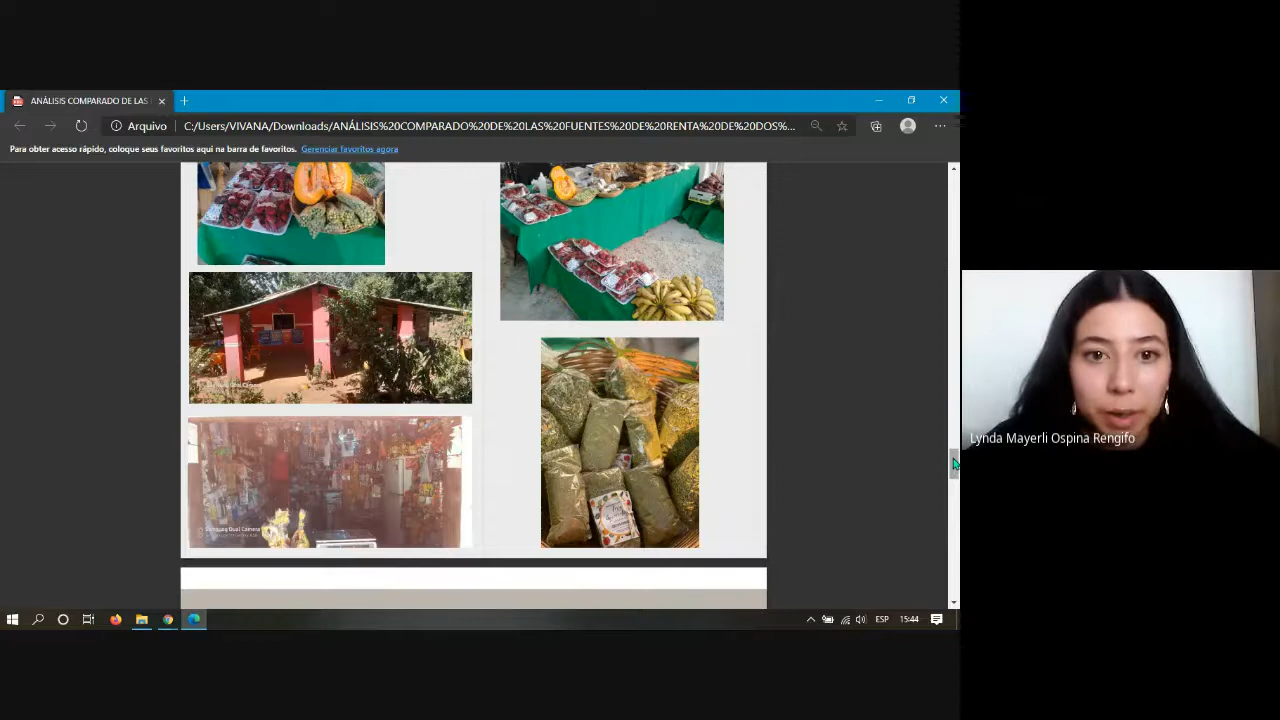 ANÁLISIS COMPARADO DE LAS
Arquivo
C:/Users/VIVANA/Downloads/ANÁLISIS%20COMPARADO%20DE%20LAS%20FUENTES%20DE%20RENTA%20DE%20DOS%...
Para obter acesso rápido, coloque seus favoritos aqui na barra de favoritos. Gerenciar favoritos agora
Lynda Mayerli Ospina Rengifo
ESP
15:44